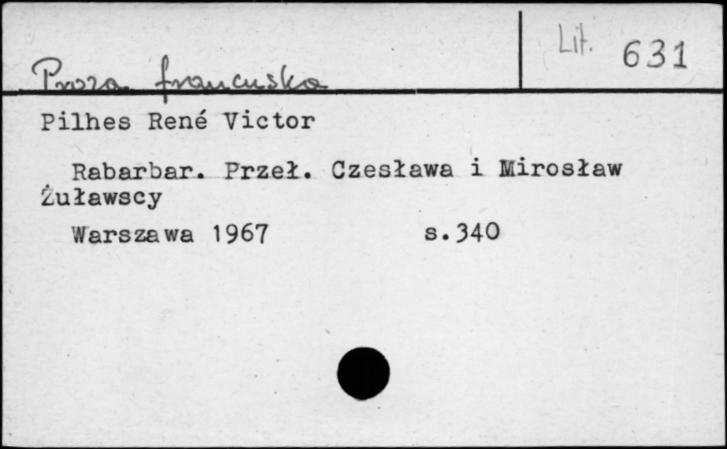 Lit. 631
Proza francuska
Pilhes René Victor
Rabarbar. Przeł. Czesława i Mirosław
Żuławscy
Warszawa 1967 s.340